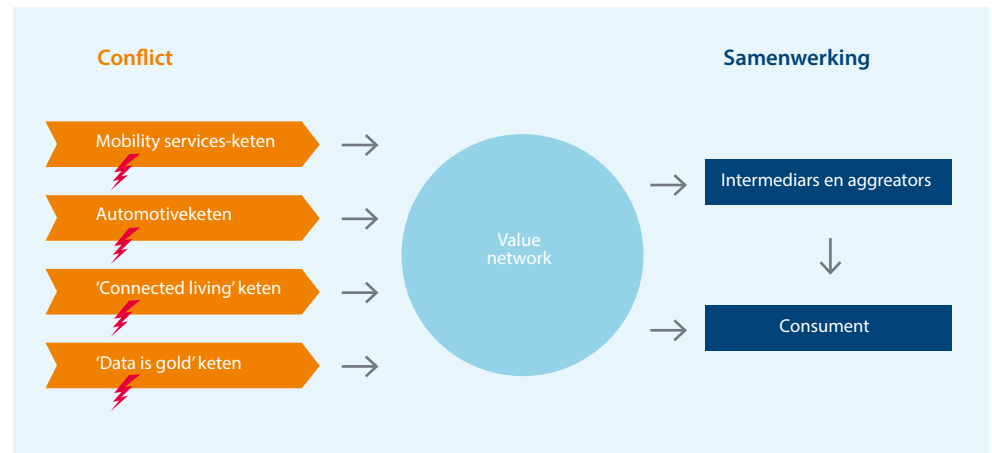 Conflict
Samenwerking
Mobility services-keten
Automotiveketen
‘Connected living’ keten
‘Data is gold’ keten
Value
network
Intermediars en aggreators
Consument